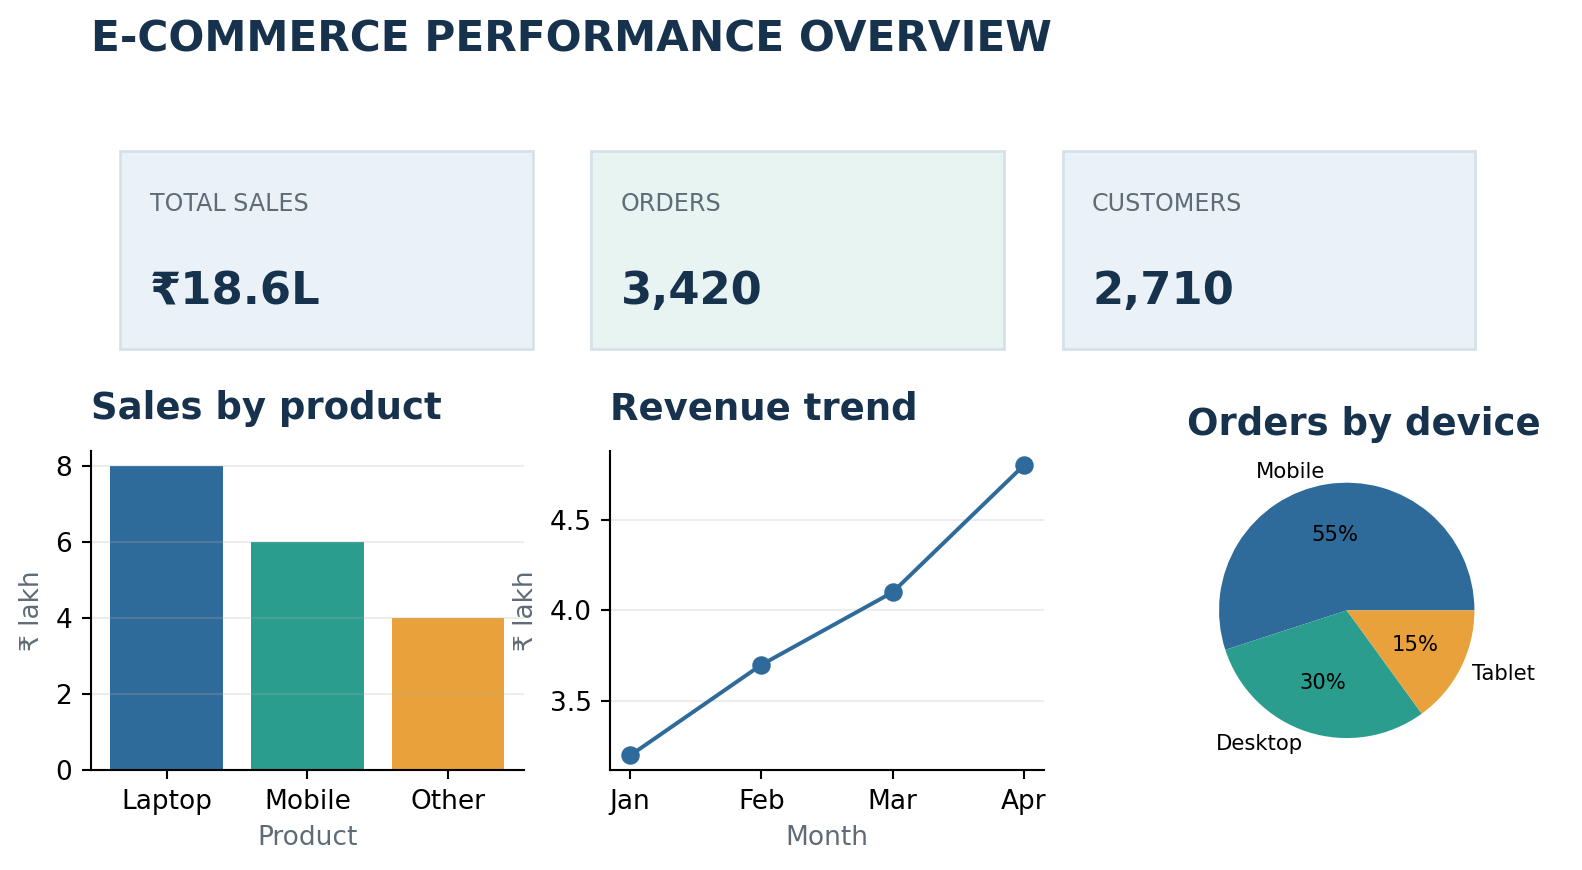 E-COMMERCE PERFORMANCE OVERVIEW
TOTAL SALES
₹18.6L
ORDERS
3,420
CUSTOMERS
2,710
Sales by product
₹ lakh
8
6
4
2
0
Laptop Mobile Other
Product
Revenue trend
₹ lakh
4.5
4.0
3.5
Jan Feb Mar Apr
Month
Orders by device
Mobile
55%
15%
Tablet
30%
Desktop